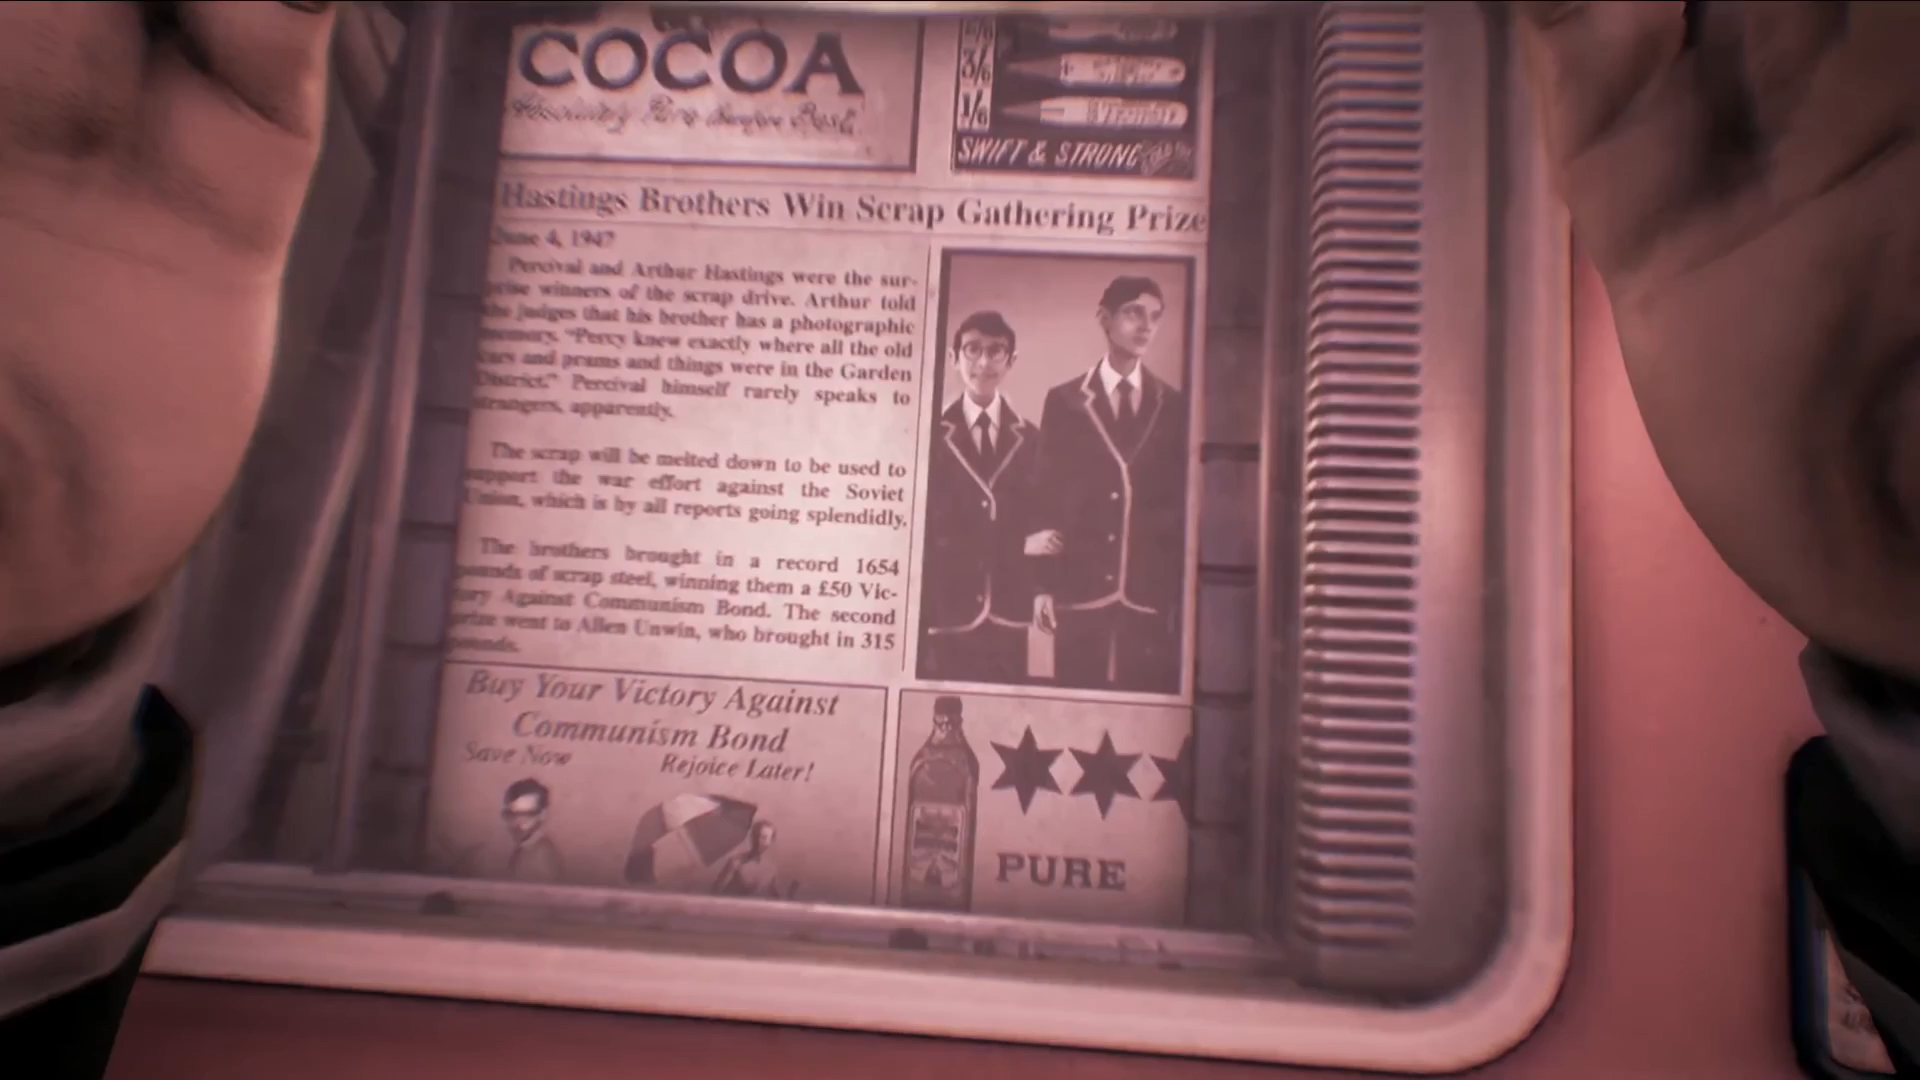 COCOA
Absolutely Pure therefore Best.
3/6
1/6
SWIFT & STRONG
Hastings Brothers Win Scrap Gathering Prize
June 4, 1947
Percival and Arthur Hastings were the sur-
prise winners of the scrap drive. Arthur told
the judges that his brother has a photographic
memory. "Percy knew exactly where all the old
cars and prams and things were in the Garden
District." Percival himself rarely speaks to
strangers, apparently.
The scrap will be melted down to be used to
support the war effort against the Soviet
Union, which is by all reports going splendidly.
The brothers brought in a record 1654
pounds of scrap steel, winning them a £50 Vic-
tory Against Communism Bond. The second
prize went to Allen Unwin, who brought in 315
pounds.
Buy Your Victory Against
Communism Bond
Save Now
Rejoice Later!
PURE